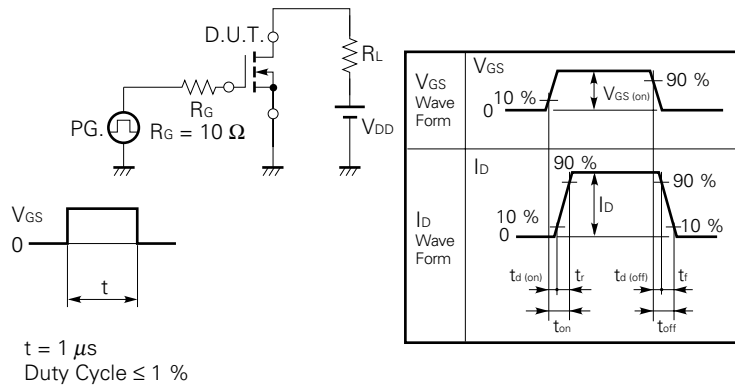 D.U.T.
RL
RG
PG.
RG = 10 Ω
VDD
VGS
0
t
t = 1 μs
Duty Cycle ≤ 1 %
VGS
Wave
Form
VGS
10 %
0
VGS (on)
90 %
ID
Wave
Form
ID
90 %
90 %
10 %
0
ID
10 %
td (on)
tr
td (off)
tf
ton
toff